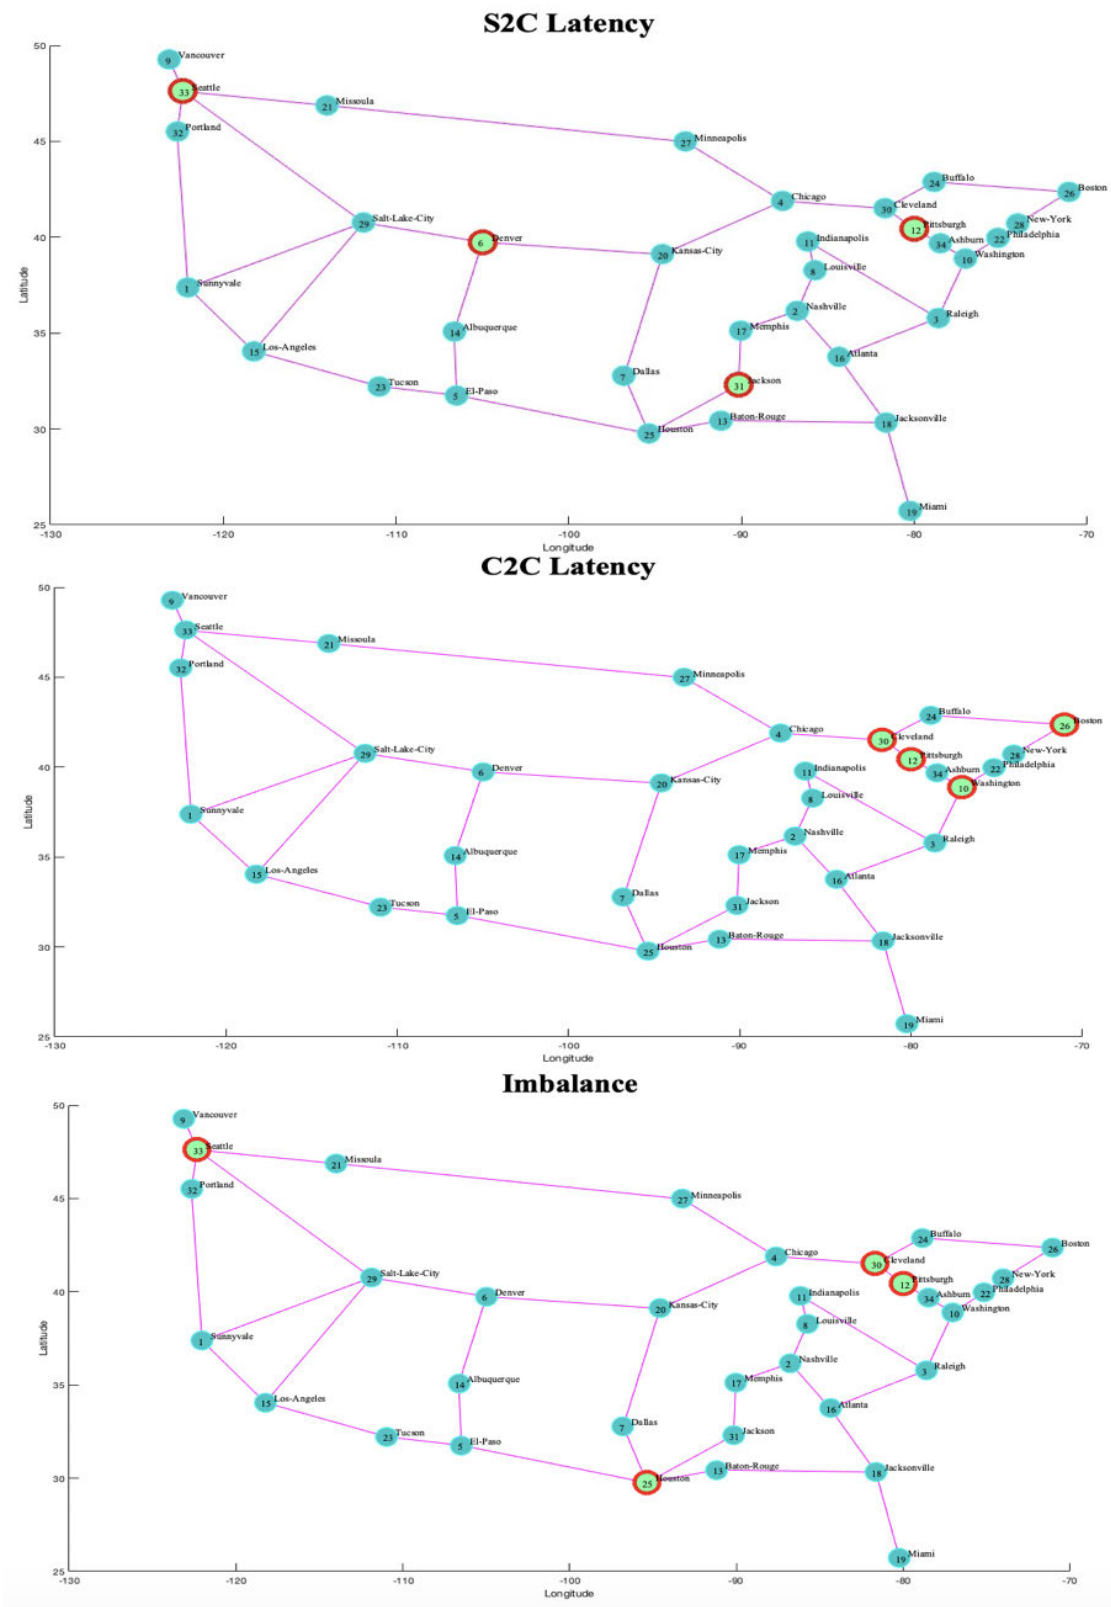 S2C Latency
50
9 Vancouver
33 Seattle
21 Missoula
32 Portland
45
27 Minneapolis
24 Buffalo
26 Boston
4 Chicago
30 Cleveland
29 Salt-Lake-City
12 Pittsburgh
28 New-York
40
6 Denver
11 Indianapolis
34 Ashburn
22 Philadelphia
20 Kansas-City
10 Washington
8 Louisville
Latitude
1 Sunnyvale
2 Nashville
3 Raleigh
35
14 Albuquerque
17 Memphis
15 Los-Angeles
16 Atlanta
7 Dallas
23 Tucson
5 El-Paso
31 Jackson
30
25 Houston
13 Baton-Rouge
18 Jacksonville
19 Miami
25
-130 -120 -110 -100 -90 -80 -70
Longitude
C2C Latency
50
9 Vancouver
33 Seattle
21 Missoula
32 Portland
45
27 Minneapolis
24 Buffalo
26 Boston
4 Chicago
30 Cleveland
29 Salt-Lake-City
12 Pittsburgh
28 New-York
40
6 Denver
11 Indianapolis
34 Ashburn
22 Philadelphia
20 Kansas-City
10 Washington
8 Louisville
Latitude
1 Sunnyvale
2 Nashville
3 Raleigh
35
14 Albuquerque
17 Memphis
15 Los-Angeles
16 Atlanta
7 Dallas
23 Tucson
5 El-Paso
31 Jackson
30
25 Houston
13 Baton-Rouge
18 Jacksonville
19 Miami
25
-130 -120 -110 -100 -90 -80 -70
Longitude
Imbalance
50
9 Vancouver
33 Seattle
21 Missoula
32 Portland
45
27 Minneapolis
24 Buffalo
26 Boston
4 Chicago
30 Cleveland
29 Salt-Lake-City
12 Pittsburgh
28 New-York
40
6 Denver
11 Indianapolis
34 Ashburn
22 Philadelphia
20 Kansas-City
10 Washington
8 Louisville
Latitude
1 Sunnyvale
2 Nashville
3 Raleigh
35
14 Albuquerque
17 Memphis
15 Los-Angeles
16 Atlanta
7 Dallas
23 Tucson
5 El-Paso
31 Jackson
30
25 Houston
13 Baton-Rouge
18 Jacksonville
19 Miami
25
-130 -120 -110 -100 -90 -80 -70
Longitude